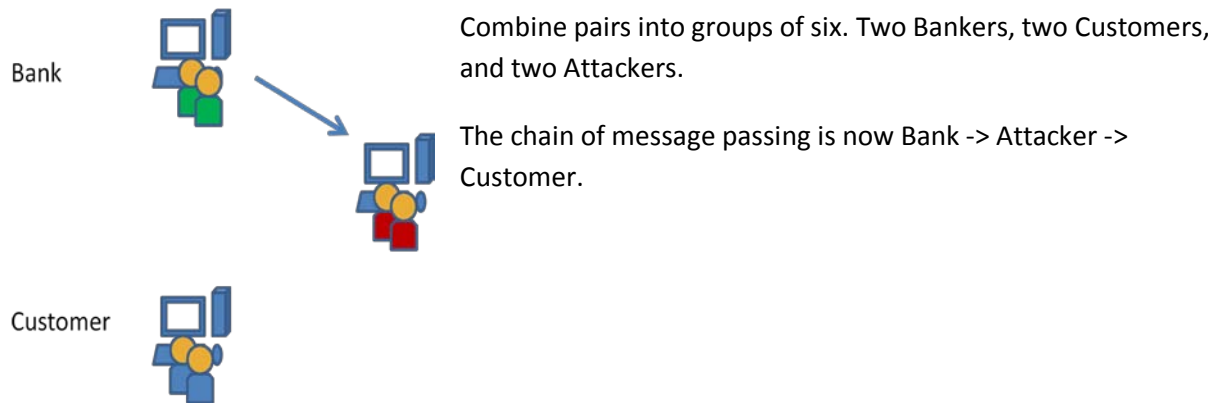 Bank
Combine pairs into groups of six. Two Bankers, two Customers,
and two Attackers.
The chain of message passing is now Bank -> Attacker ->
Customer.
Customer